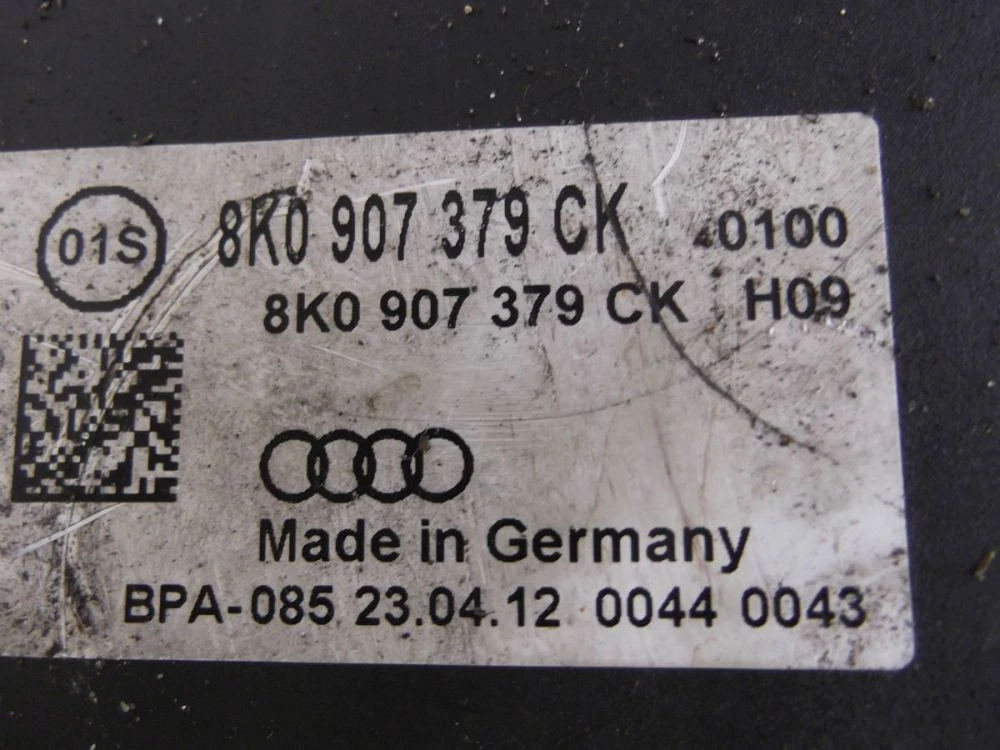 01S 8K0 907 379 CK 0100
8K0 907 379 CK H09
Made in Germany
BPA-085 23.04.12 0044 0043